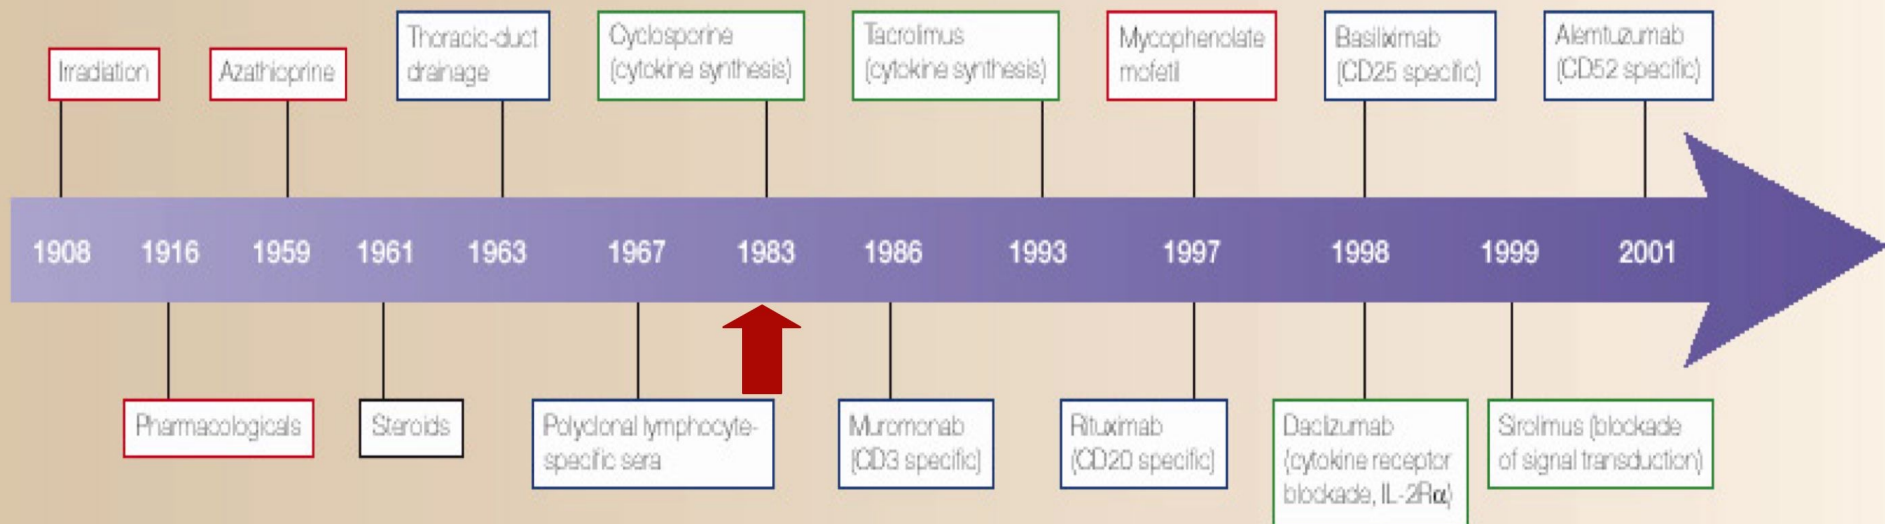 Irradiation
Azathioprine
Thoracic-duct
drainage
Cyclosporine
(cytokine synthesis)
Tacrolimus
(cytokine synthesis)
Mycophenolate
mofetil
Basiliximab
(CD25 specific)
Alemtuzumab
(CD52 specific)
1908 1916 1959 1961 1963 1967 1983 1986 1993 1997 1998 1999 2001
Pharmacologicals
Steroids
Polyclonal lymphocyte-
specific sera
Muromonab
(CD3 specific)
Rituximab
(CD20 specific)
Daclizumab
(cytokine receptor
blockade, IL-2Rα)
Sirolimus (blockade
of signal transduction)